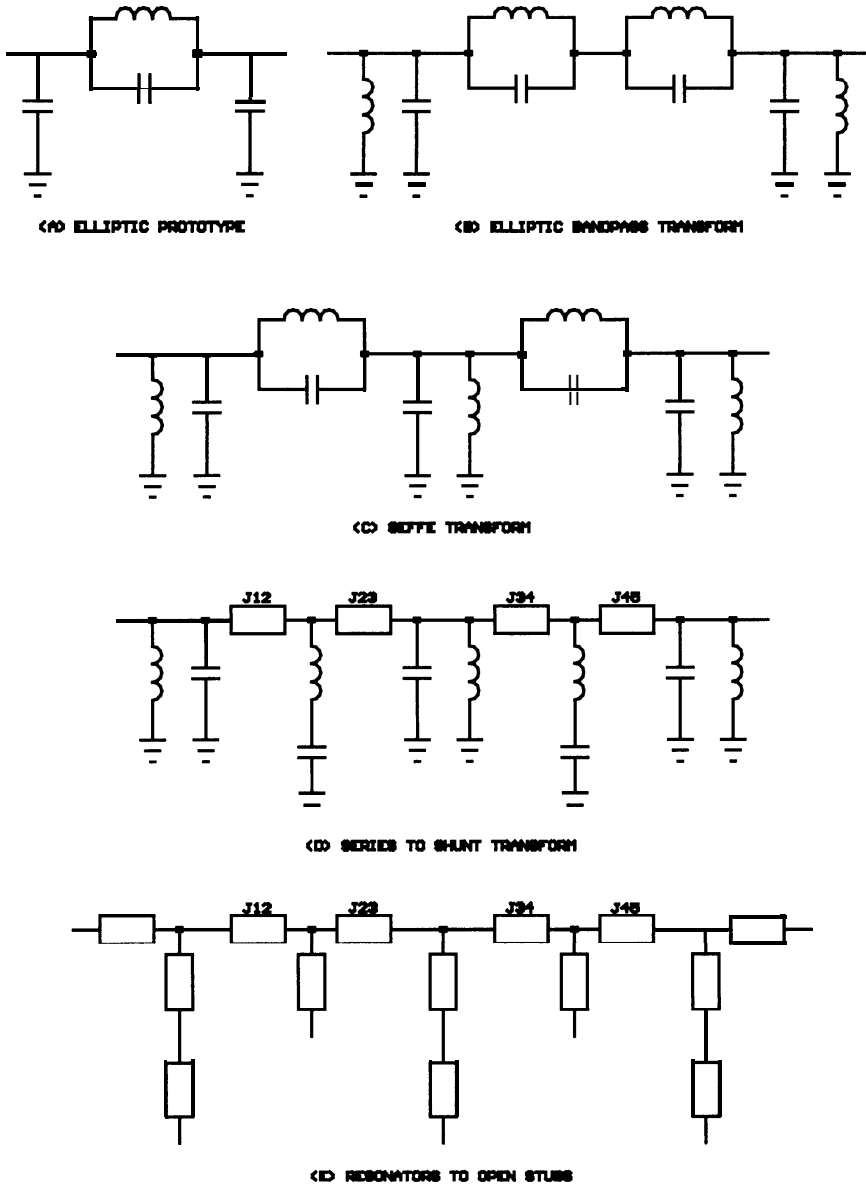 (A) ELLIPTIC PROTOTYPE
(B) ELLIPTIC BANDPASS TRANSFORM
(C) SEFFE TRANSFORM
J12 J23 J34 J45
(D) SERIES TO SHUNT TRANSFORM
J12 J23 J34 J45
(E) RESONATORS TO OPEN STUBS